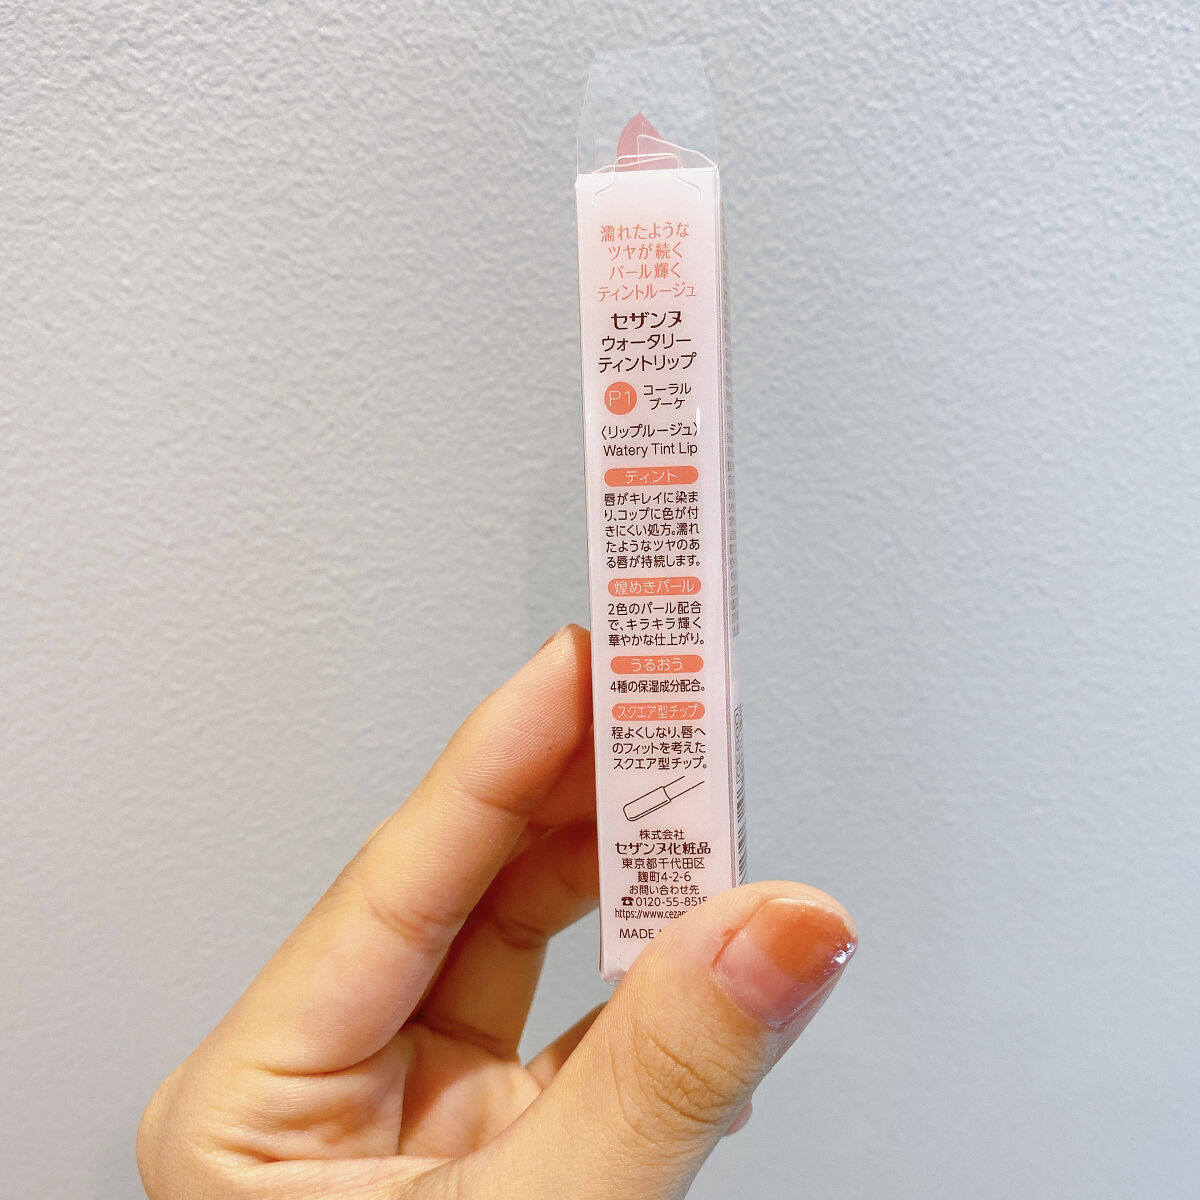 濡れたような
ツヤが続く
パール輝く
ティントルージュ
セザンヌ
ウォータリー
ティントリップ
P1 コーラル
ブーケ
〈リップルージュ〉
Watery Tint Lip
ティント
唇がキレイに染ま
り、コップに色が付
きにくい処方。濡れ
たようなツヤのあ
る唇が持続します。
煌めきパール
2色のパール配合
で、キラキラ輝く
華やかな仕上がり。
うるおう
4種の保湿成分配合。
スクエア型チップ
程よくしなり、唇へ
のフィットを考えた
スクエア型チップ。
株式会社
セザンヌ化粧品
東京都千代田区
麹町4-2-6
お問い合わせ先
☎0120-55-8515
https://www.ceza
MADE